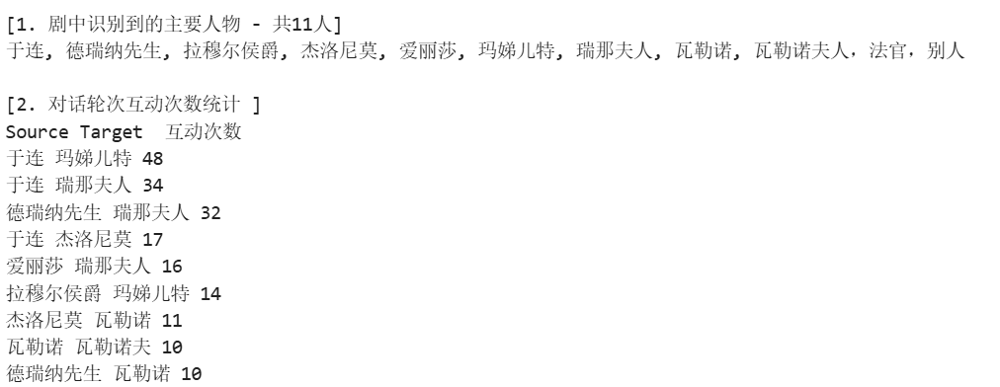 [1. 剧中识别到的主要人物 - 共11人]
于连, 德瑞纳先生, 拉穆尔侯爵, 杰洛尼莫, 爱丽莎, 玛娣儿特, 瑞那夫人, 瓦勒诺, 瓦勒诺夫人，法官，别人
[2. 对话轮次互动次数统计 ]
Source Target 互动次数
于连 玛娣儿特 48
于连 瑞那夫人 34
德瑞纳先生 瑞那夫人 32
于连 杰洛尼莫 17
爱丽莎 瑞那夫人 16
拉穆尔侯爵 玛娣儿特 14
杰洛尼莫 瓦勒诺 11
瓦勒诺 瓦勒诺夫 10
德瑞纳先生 瓦勒诺 10